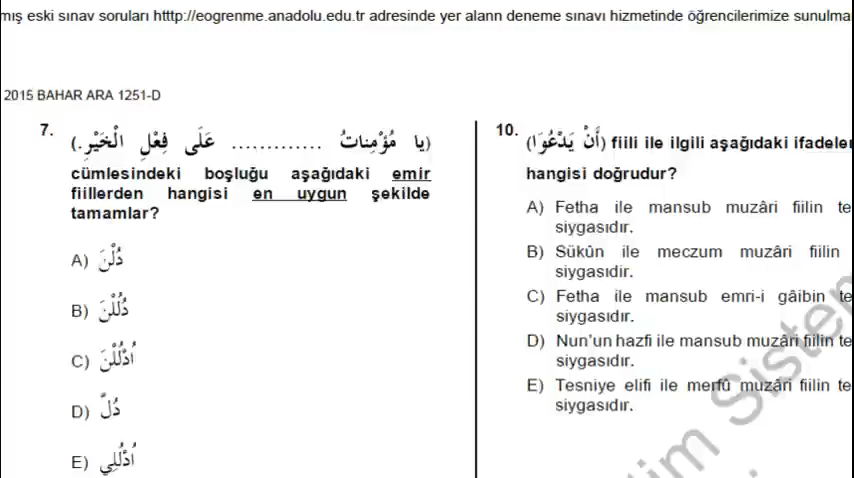 mış eski sınav soruları htttp://eogrenme.anadolu.edu.tr adresinde yer alann deneme sınavı hizmetinde öğrencilerimize sunulma
2015 BAHAR ARA 1251-D
7. (يا مُؤْمِناتُ ............. عَلَى فِعْلِ الْخَيْرِ.)
cümlesindeki boşluğu aşağıdaki emir
fiillerden hangisi en uygun şekilde
tamamlar?
A) دُلْنَ
B) دُلُلْنَ
C) اُدْلُلْنَ
D) دُلَّ
E) اُدْلُلِي
10. (أَنْ يَدْعُوَا) fiili ile ilgili aşağıdaki ifadeler
hangisi doğrudur?
A) Fetha ile mansub muzâri fiilin te
siygasıdır.
B) Sükûn ile meczum muzâri fiilin
siygasıdir.
C) Fetha ile mansub emri-i gâibin te
siygasıdır.
D) Nun'un hazfi ile mansub muzâri fiilin te
siygasıdır.
E) Tesniye elifi ile merfû muzâri fiilin te
siygasıdır.
im Sistem